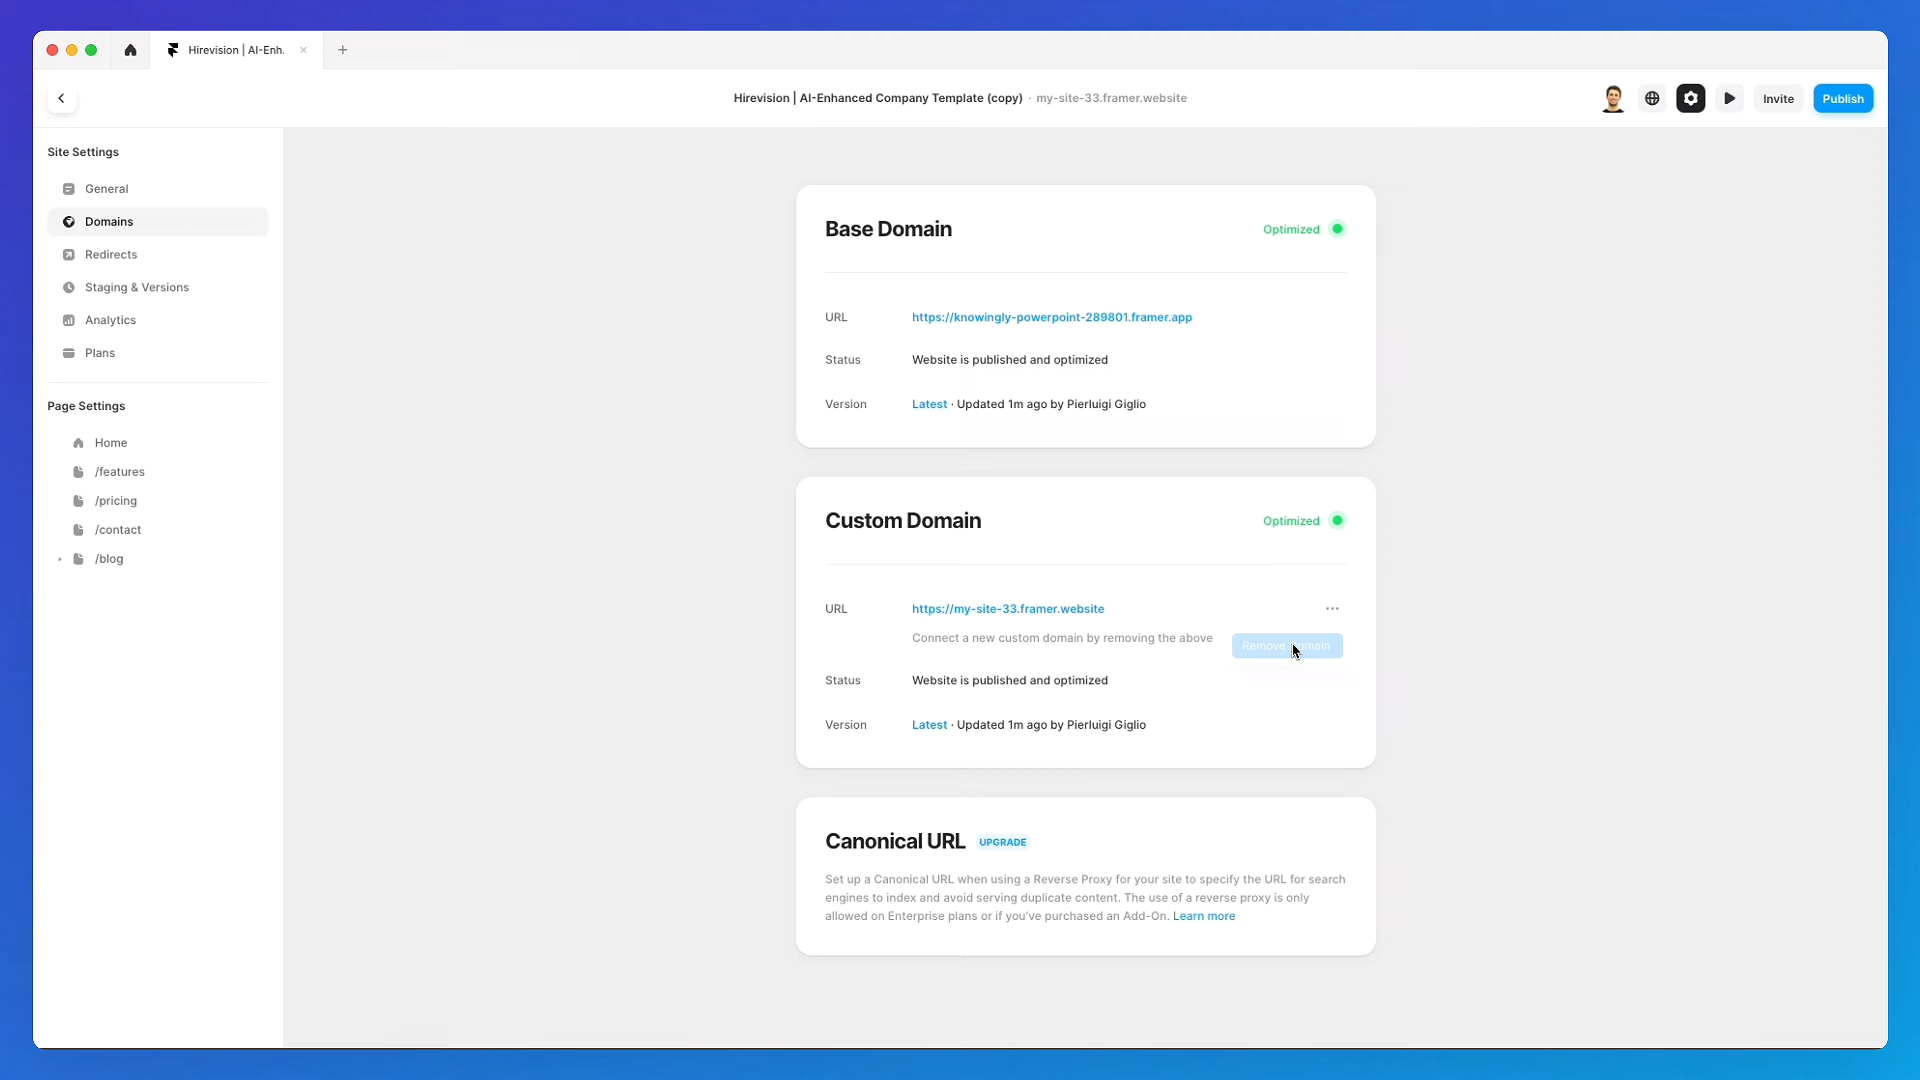 Hirevision | AI-Enh.
Hirevision | AI-Enhanced Company Template (copy) · my-site-33.framer.website
Invite
Publish
Site Settings
General
Domains
Redirects
Staging & Versions
Analytics
Plans
Page Settings
Home
/features
/pricing
/contact
/blog
Base Domain
Optimized
URL
https://knowingly-powerpoint-289801.framer.app
Status
Website is published and optimized
Version
Latest · Updated 1m ago by Pierluigi Giglio
Custom Domain
Optimized
URL
https://my-site-33.framer.website
Connect a new custom domain by removing the above
Remove Domain
Status
Website is published and optimized
Version
Latest · Updated 1m ago by Pierluigi Giglio
Canonical URL
UPGRADE
Set up a Canonical URL when using a Reverse Proxy for your site to specify the URL for search
engines to index and avoid serving duplicate content. The use of a reverse proxy is only
allowed on Enterprise plans or if you've purchased an Add-On. Learn more